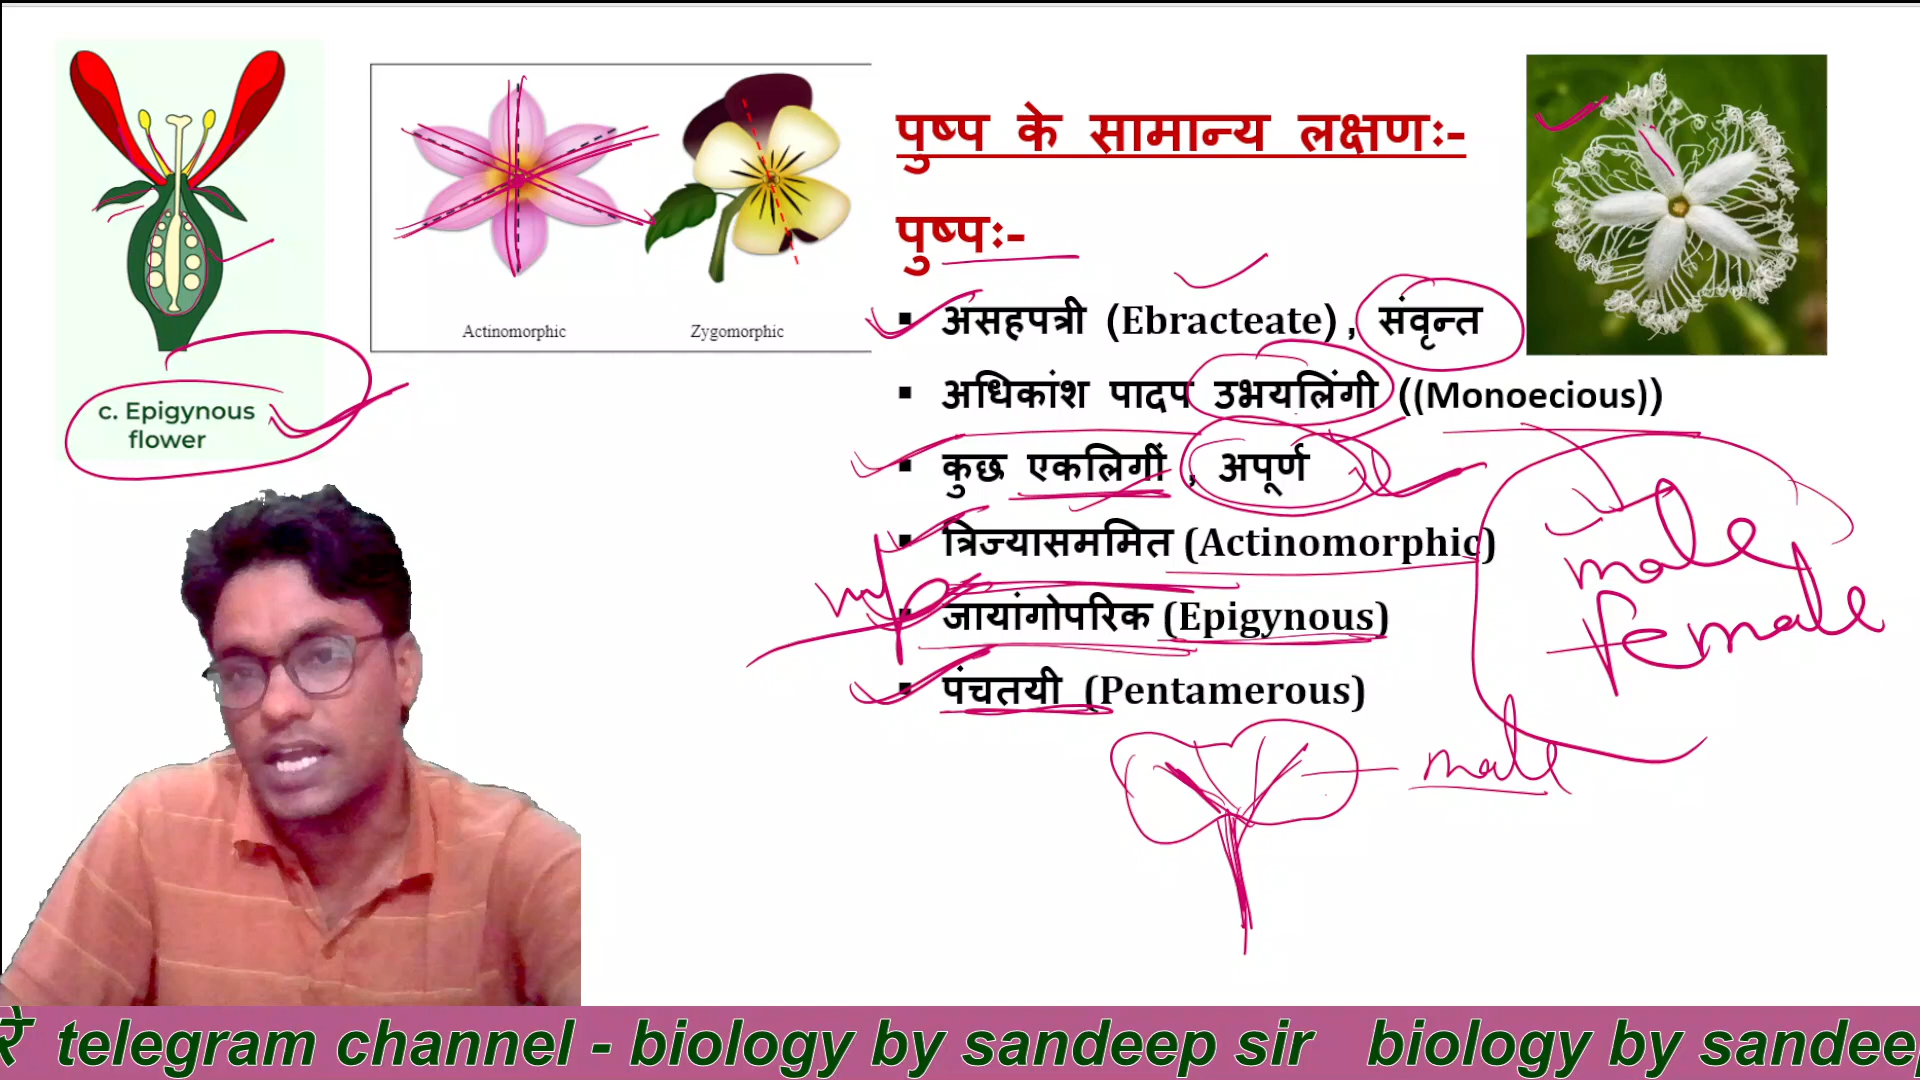 c. Epigynous
flower
Actinomorphic
Zygomorphic
पुष्प के सामान्य लक्षणः-
पुष्पः-
▪ असहपत्री (Ebracteate) , संवृन्त
▪ अधिकांश पादप उभयलिंगी ((Monoecious))
▪ कुछ एकलिगीं , अपूर्ण
▪ त्रिज्यासममित (Actinomorphic)
▪ जायांगोपरिक (Epigynous)
▪ पंचतयी (Pentamerous)
male
female
male
रे telegram channel - biology by sandeep sir biology by sandeep